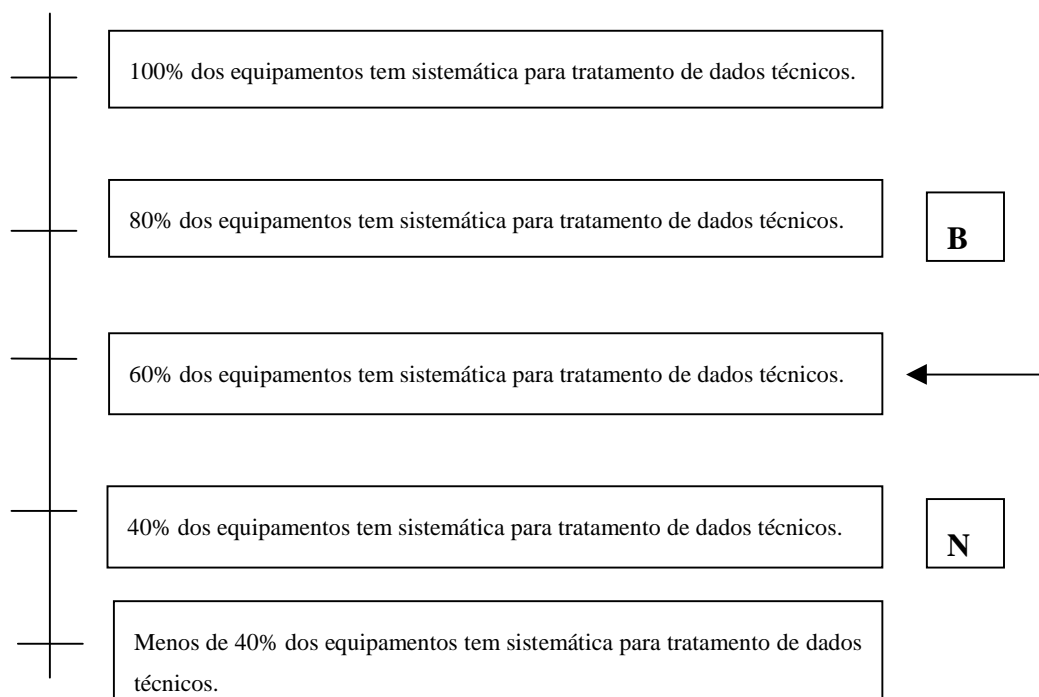 100% dos equipamentos tem sistemática para tratamento de dados técnicos.
80% dos equipamentos tem sistemática para tratamento de dados técnicos.
B
60% dos equipamentos tem sistemática para tratamento de dados técnicos.
40% dos equipamentos tem sistemática para tratamento de dados técnicos.
N
Menos de 40% dos equipamentos tem sistemática para tratamento de dados
técnicos.